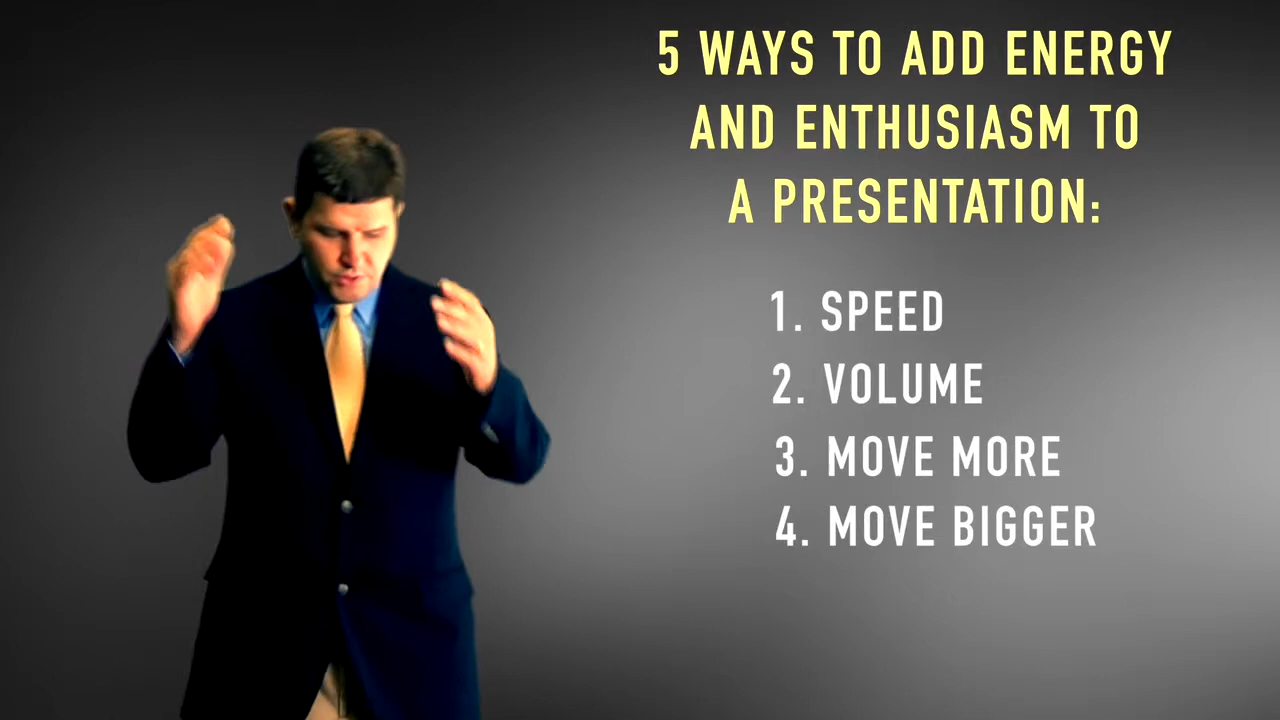 5 WAYS TO ADD ENERGY
AND ENTHUSIASM TO
A PRESENTATION:
1. SPEED
2. VOLUME
3. MOVE MORE
4. MOVE BIGGER